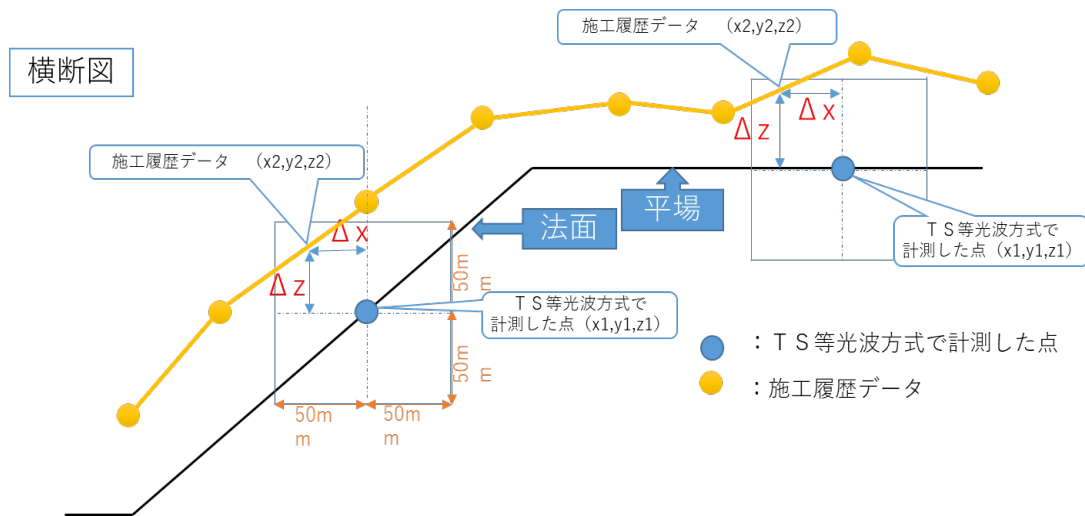 横断図
施工履歴データ （x2,y2,z2）
Δx
Δz
施工履歴データ （x2,y2,z2）
平場
法面
ＴＳ等光波方式で
計測した点（x1,y1,z1）
Δx
Δz
50m
m
ＴＳ等光波方式で
計測した点（x1,y1,z1）
50m
m
50m
m
50m
m
：ＴＳ等光波方式で計測した点
：施工履歴データ